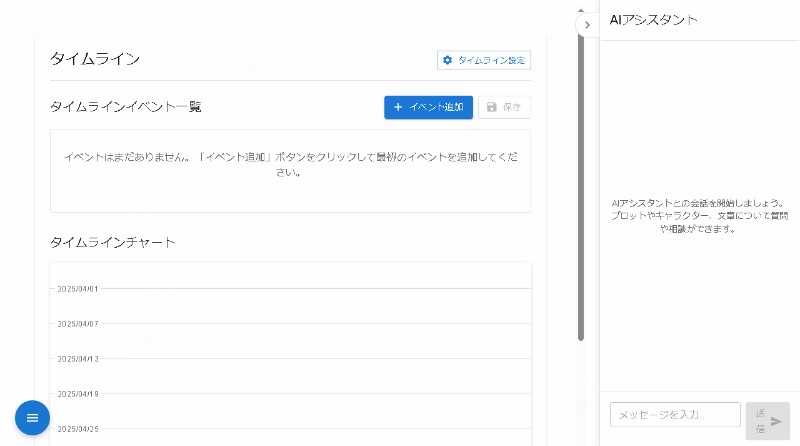 タイムライン
タイムライン設定
タイムラインイベント一覧
イベント追加
保存
イベントはまだありません。「イベント追加」ボタンをクリックして最初のイベントを追加してくだ
さい。
タイムラインチャート
2025/04/01
2025/04/07
2025/04/13
2025/04/19
2025/04/25
AIアシスタント
AIアシスタントとの会話を開始しましょう。
プロットやキャラクター、文章について質問
や相談ができます。
メッセージを入力...
送
信